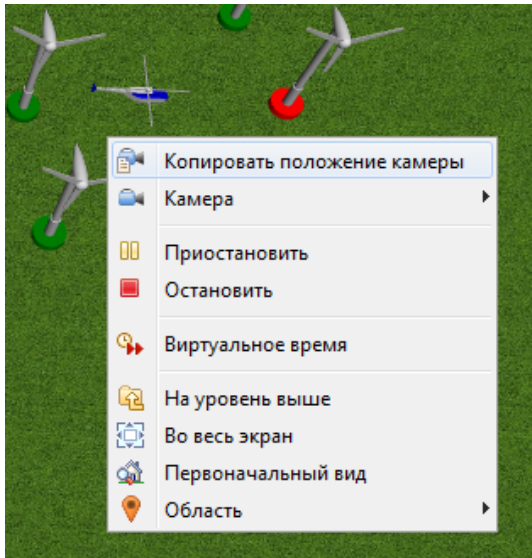 Копировать положение камеры
Камера
Приостановить
Остановить
Виртуальное время
На уровень выше
Во весь экран
Первоначальный вид
Область